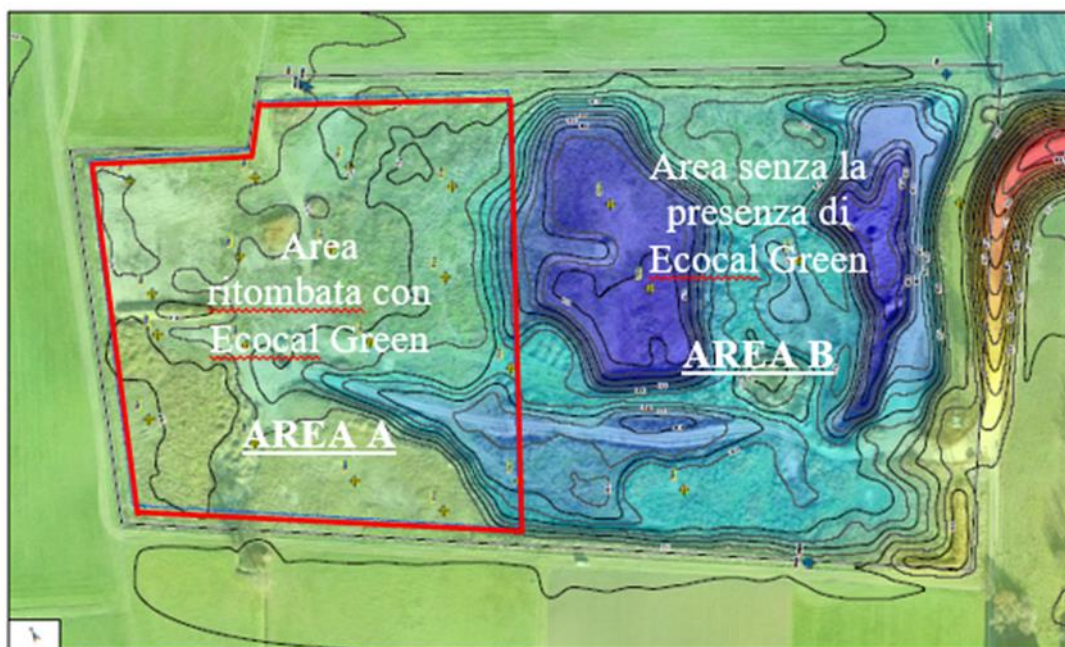 Area
ritombata con
Ecocal Green
AREA A
Area senza la
presenza di
Ecocal Green
AREA B